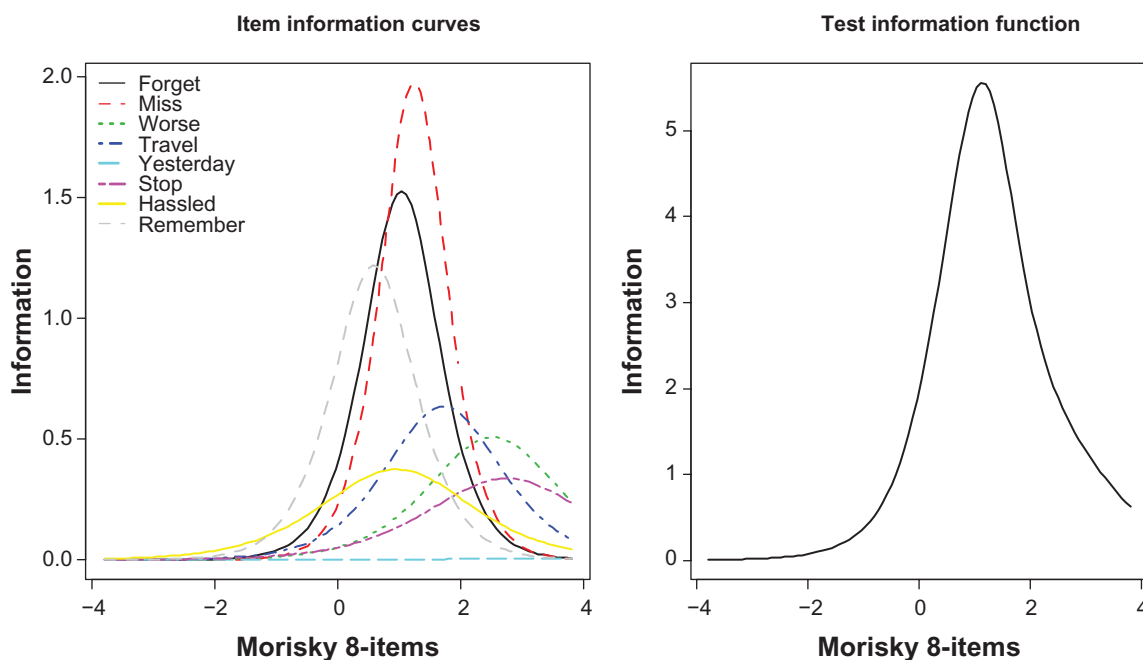 Item information curves
2.0
1.5
1.0
0.5
0.0
Information
Forget
Miss
Worse
Travel
Yesterday
Stop
Hassled
Remember
−4 −2 0 2 4
Morisky 8-items
Test information function
5
4
3
2
1
0
Information
−4 −2 0 2 4
Morisky 8-items